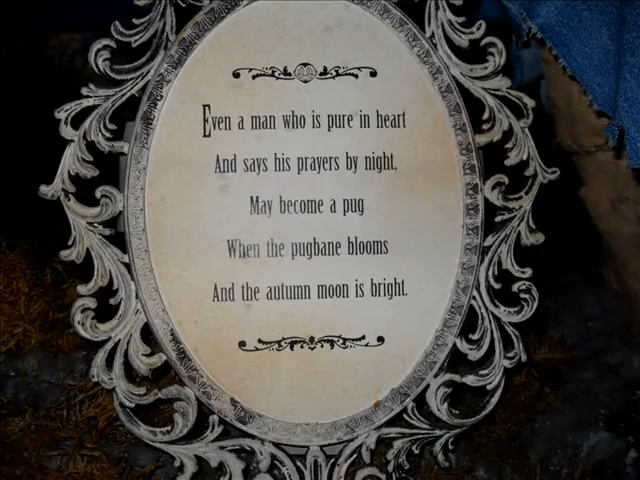 Even a man who is pure in heart
And says his prayers by night,
May become a pug
When the pugbane blooms
And the autumn moon is bright.